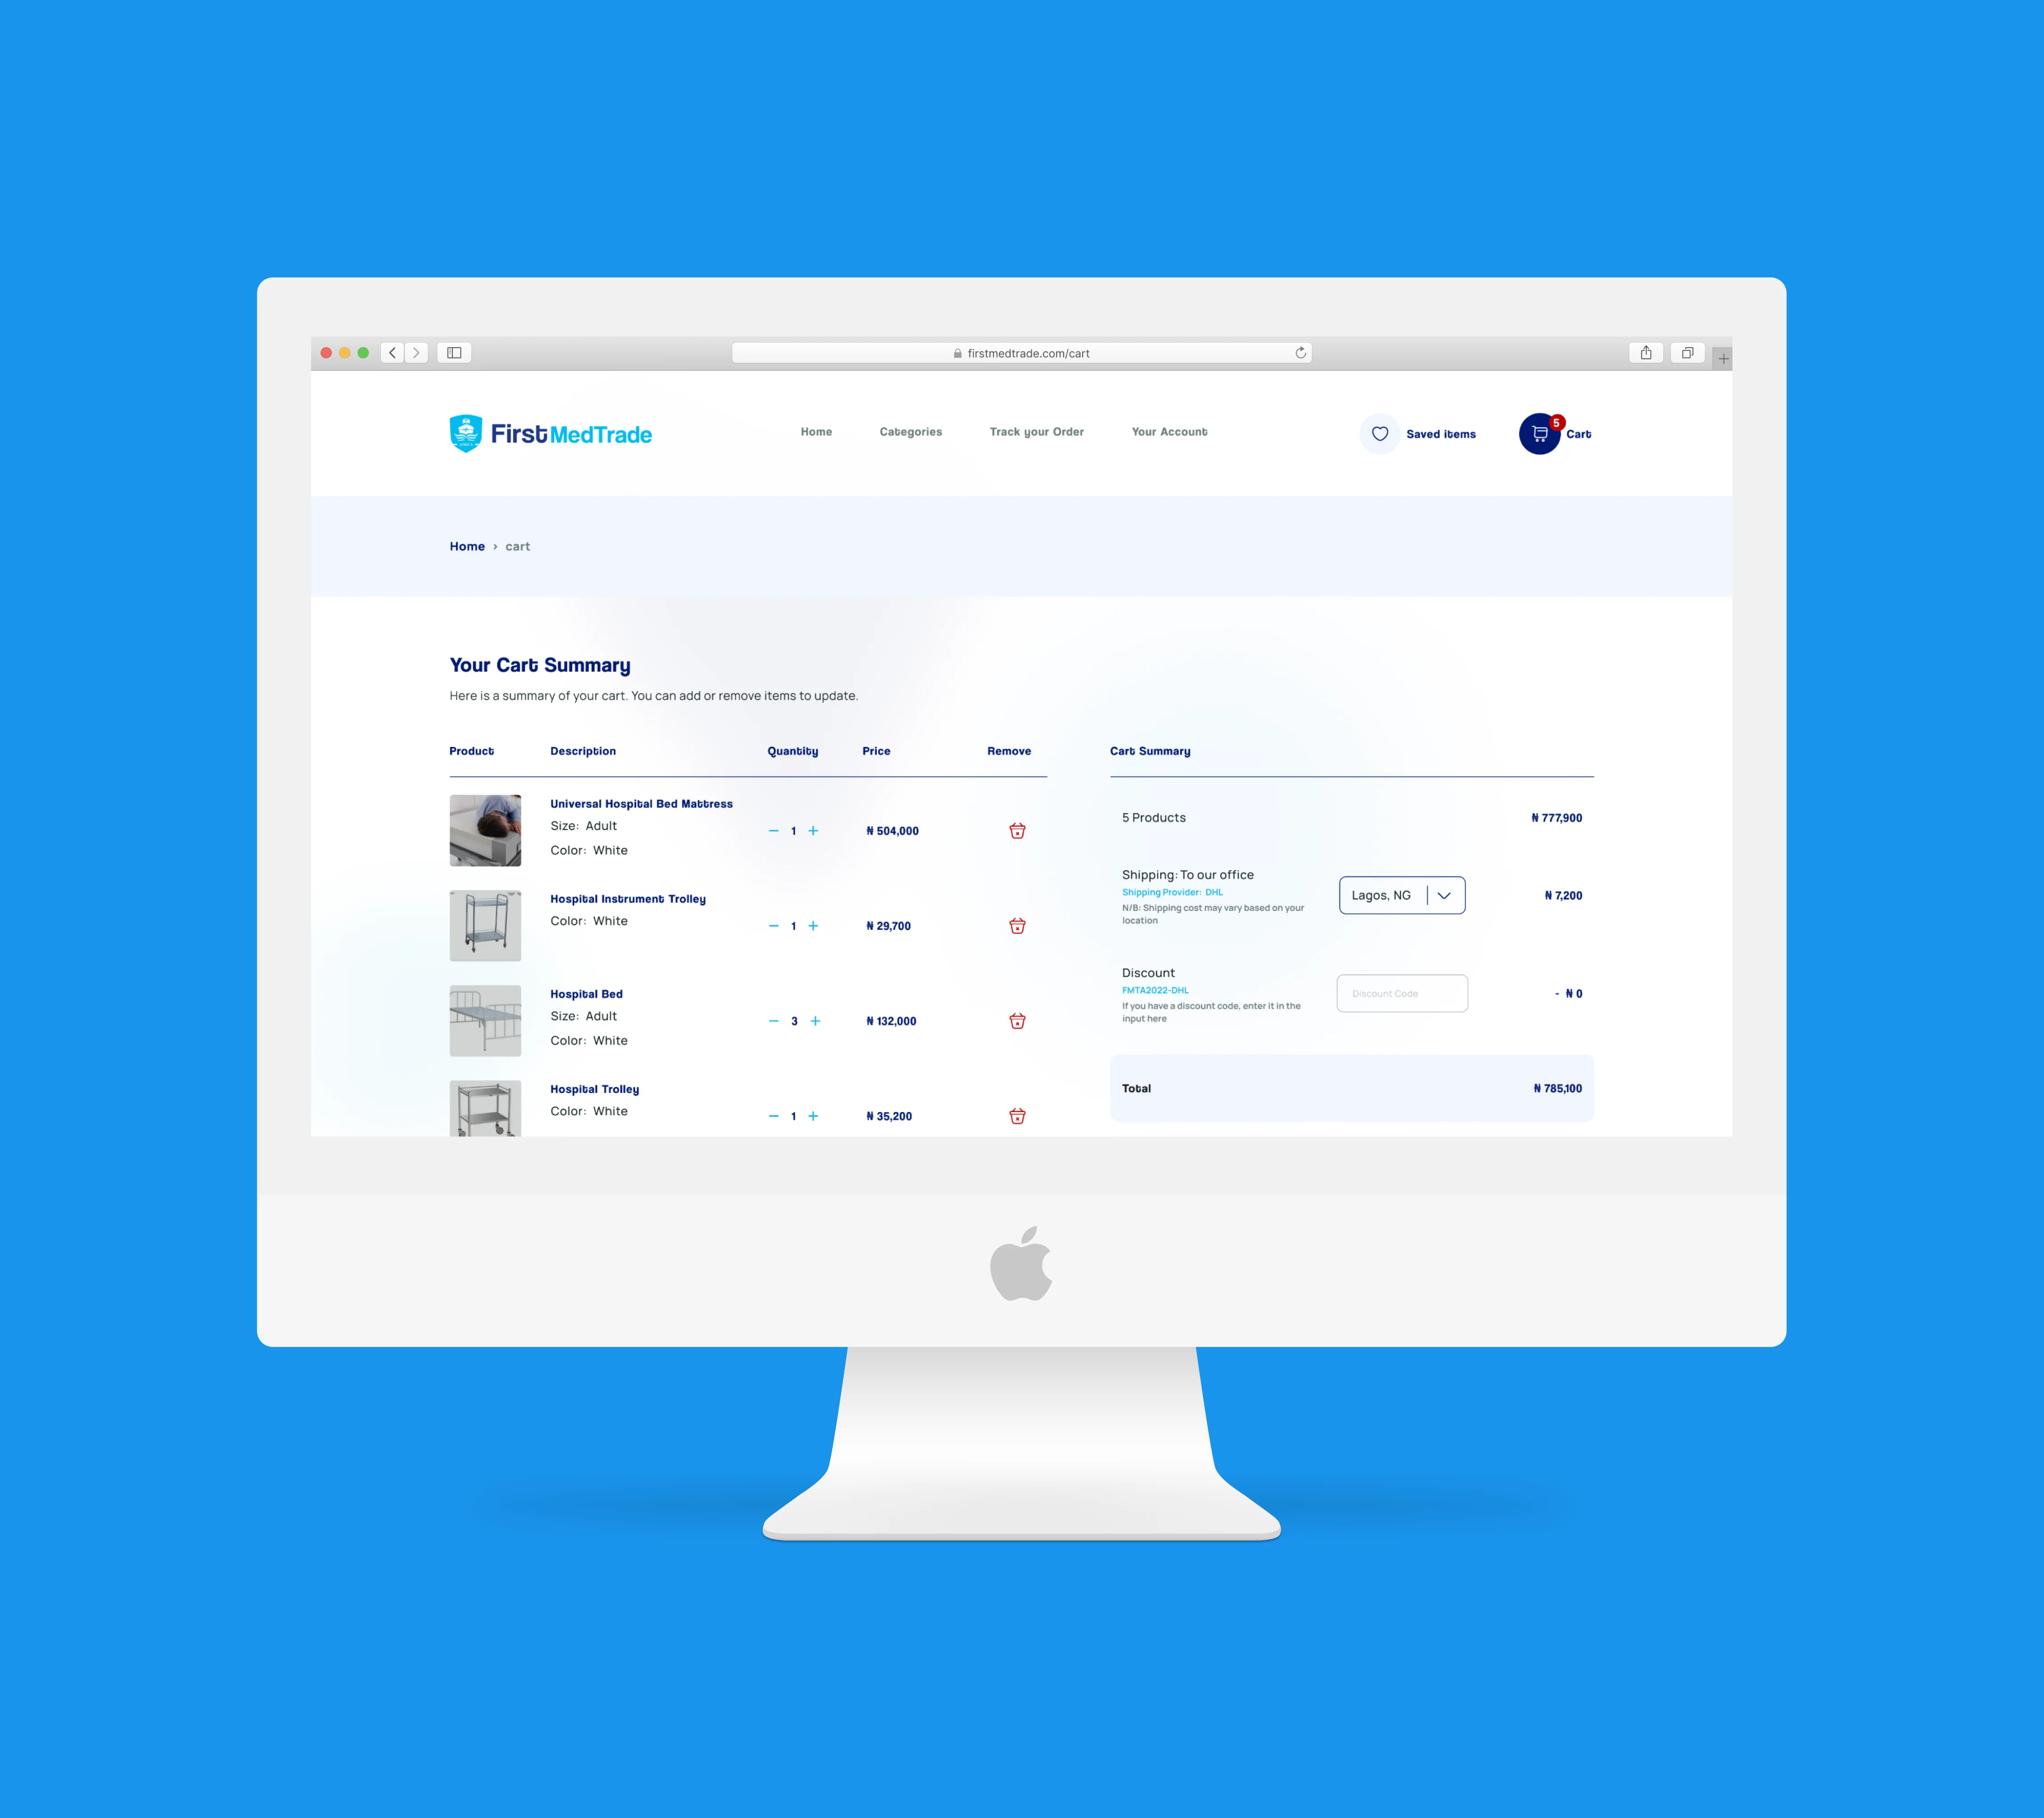 firstmedtrade.com/cart
FirstMedTrade
Home
Categories
Track your Order
Your Account
Saved items
5
Cart
Home › cart
Your Cart Summary
Here is a summary of your cart. You can add or remove items to update.
Product
Description
Quantity
Price
Remove
Universal Hospital Bed Mattress
Size: Adult
Color: White
− 1 +
₦ 504,000
Hospital Instrument Trolley
Color: White
− 1 +
₦ 29,700
Hospital Bed
Size: Adult
Color: White
− 3 +
₦ 132,000
Hospital Trolley
Color: White
− 1 +
₦ 35,200
Cart Summary
5 Products
₦ 777,900
Shipping: To our office
Shipping Provider: DHL
N/B: Shipping cost may vary based on your
location
Lagos, NG
₦ 7,200
Discount
FMTA2022-DHL
If you have a discount code, enter it in the
input here
Discount Code
- ₦ 0
Total
₦ 785,100